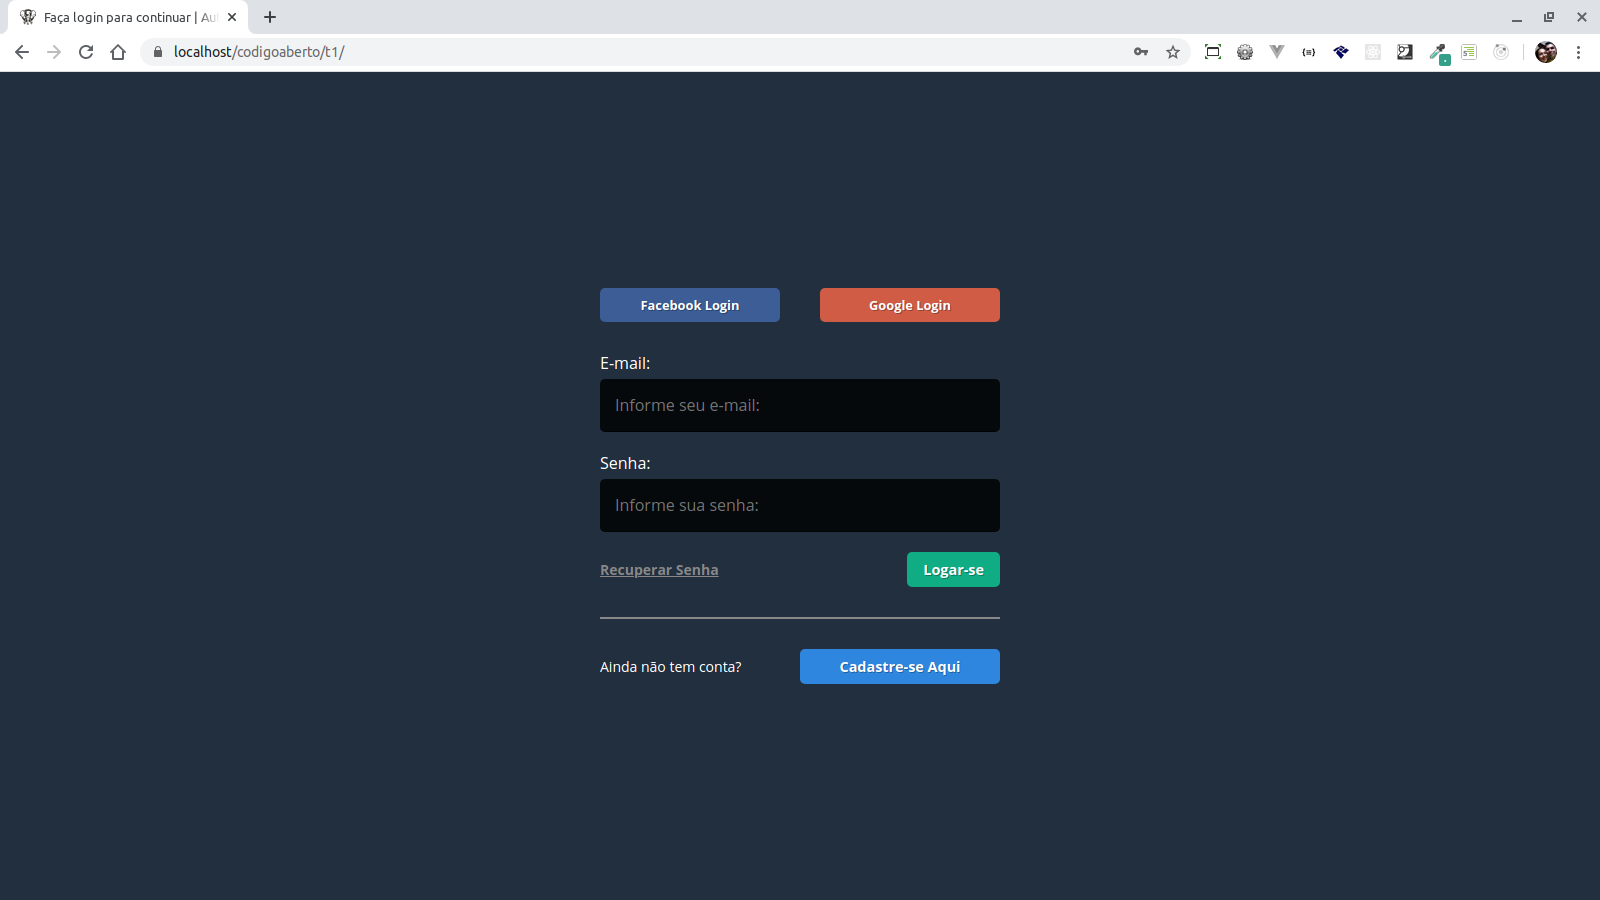 Faça login para continuar | Au
localhost/codigoaberto/t1/
Facebook Login
Google Login
E-mail:
Informe seu e-mail:
Senha:
Informe sua senha:
Recuperar Senha
Logar-se
Ainda não tem conta?
Cadastre-se Aqui